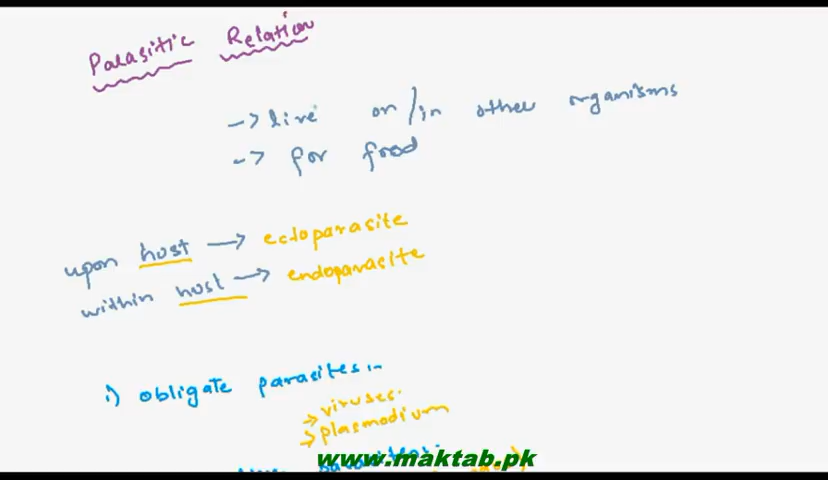 Parasitic Relation
-> live on/in other organisms
-> for food
upon host -> ectoparasite
within host -> endoparasite
i) obligate parasites:-
-> viruses.
-> plasmodium
parasites:
www.maktab.pk